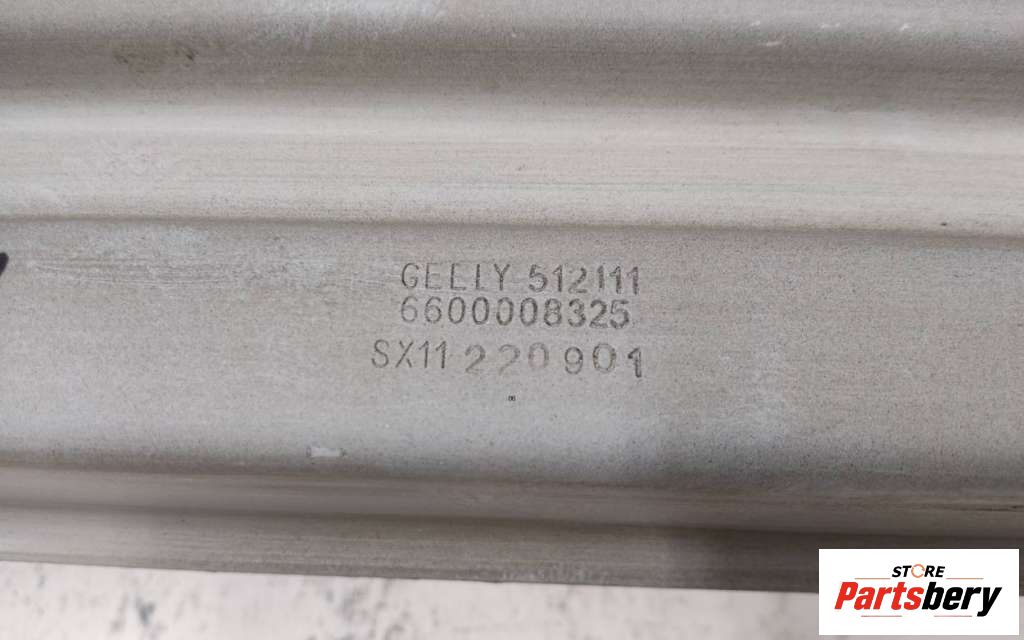 GEELY 512111
6600008325
SX11 220901
STORE
Partsbery